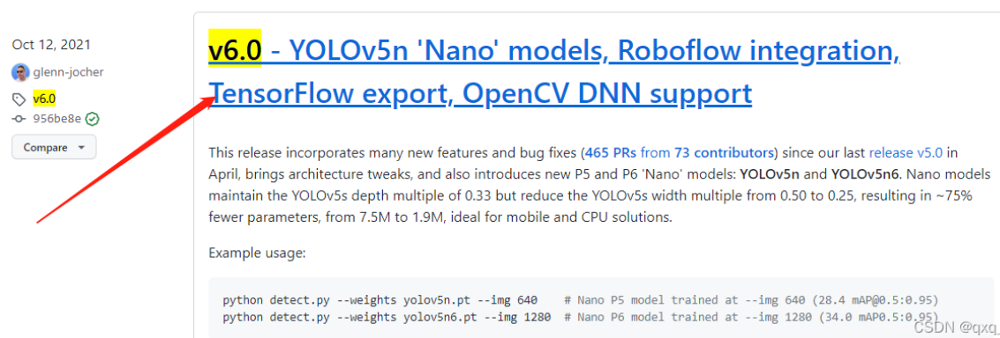 Oct 12, 2021
glenn-jocher
v6.0
956be8e
Compare
v6.0 - YOLOv5n 'Nano' models, Roboflow integration,
TensorFlow export, OpenCV DNN support
This release incorporates many new features and bug fixes (465 PRs from 73 contributors) since our last release v5.0 in
April, brings architecture tweaks, and also introduces new P5 and P6 'Nano' models: YOLOv5n and YOLOv5n6. Nano models
maintain the YOLOv5s depth multiple of 0.33 but reduce the YOLOv5s width multiple from 0.50 to 0.25, resulting in ~75%
fewer parameters, from 7.5M to 1.9M, ideal for mobile and CPU solutions.
Example usage:
python detect.py --weights yolov5n.pt --img 640    # Nano P5 model trained at --img 640 (28.4 mAP@0.5:0.95)
python detect.py --weights yolov5n6.pt --img 1280  # Nano P6 model trained at --img 1280 (34.0 mAP0.5:0.95)
CSDN @qxq_